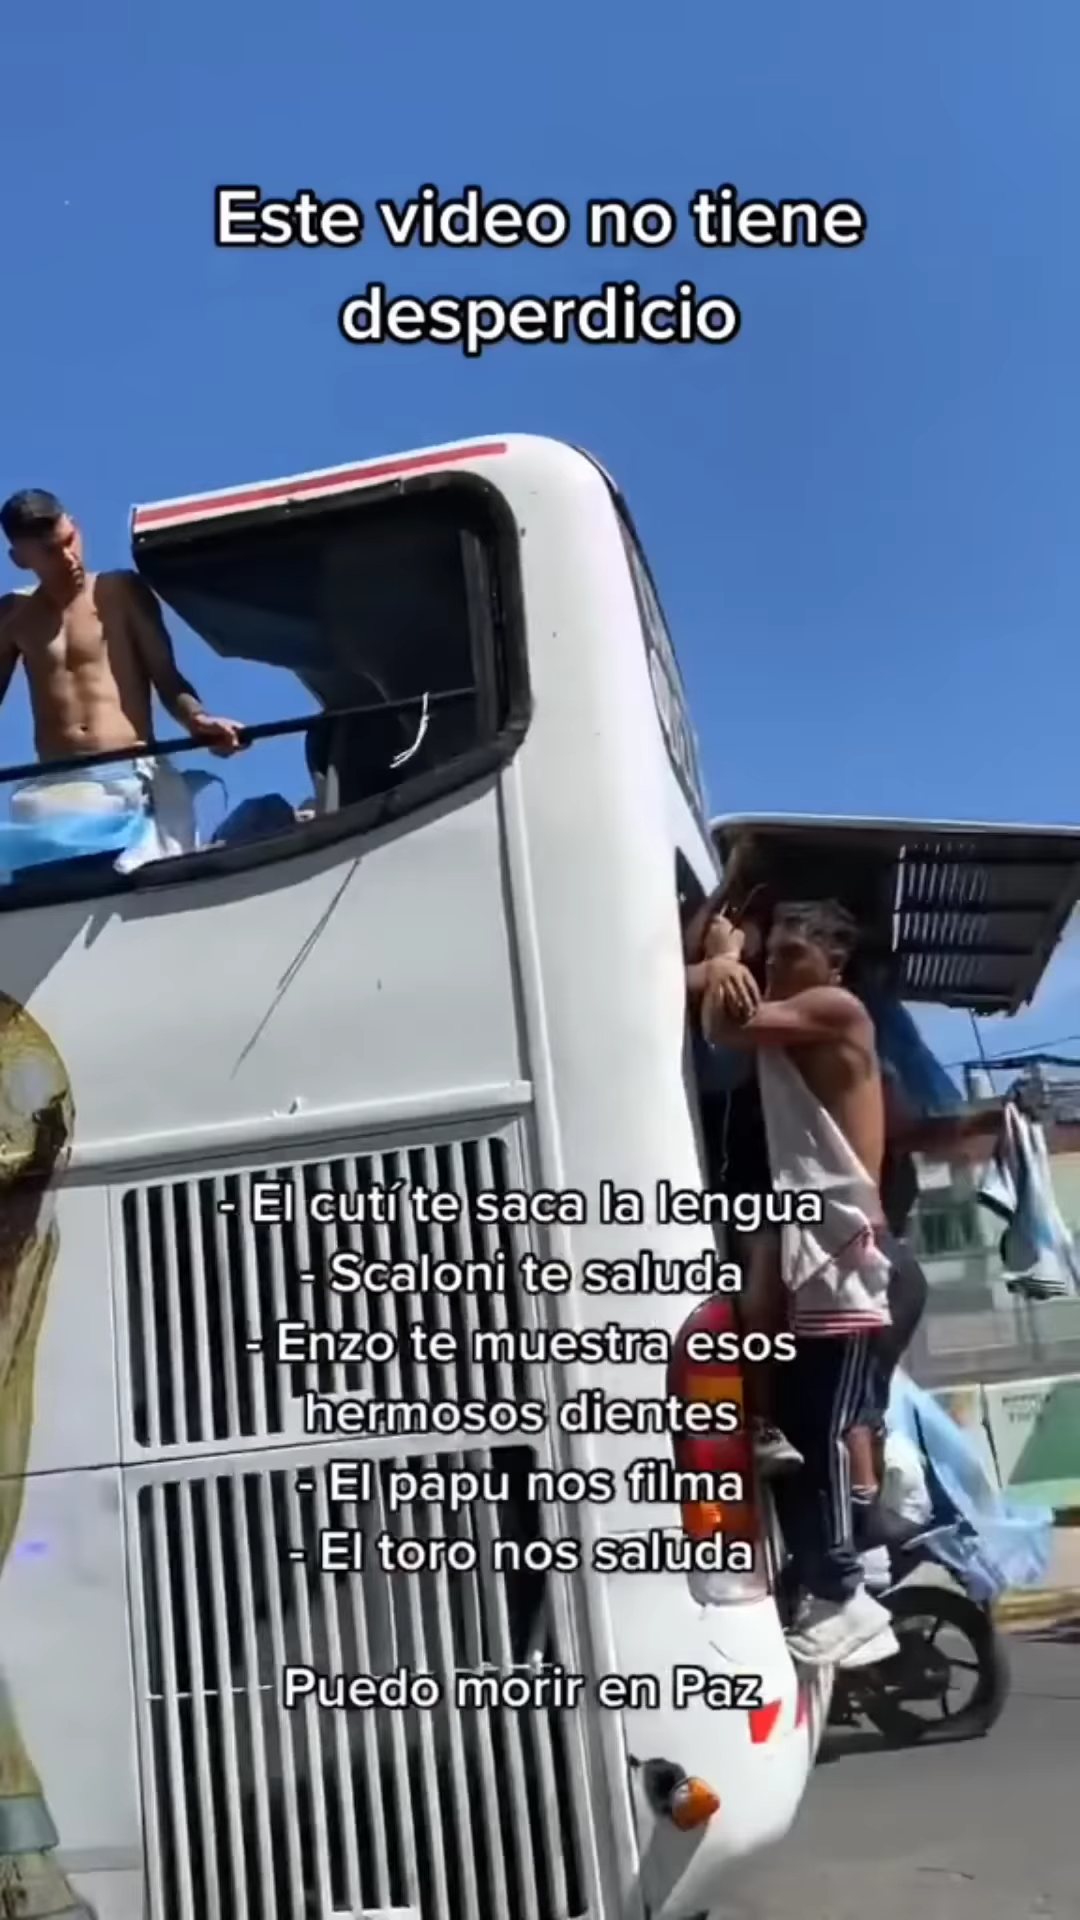 Este video no tiene
desperdicio
- El cutí te saca la lengua
- Scaloni te saluda
- Enzo te muestra esos
hermosos dientes
- El papu nos filma
- El toro nos saluda
Puedo morir en Paz